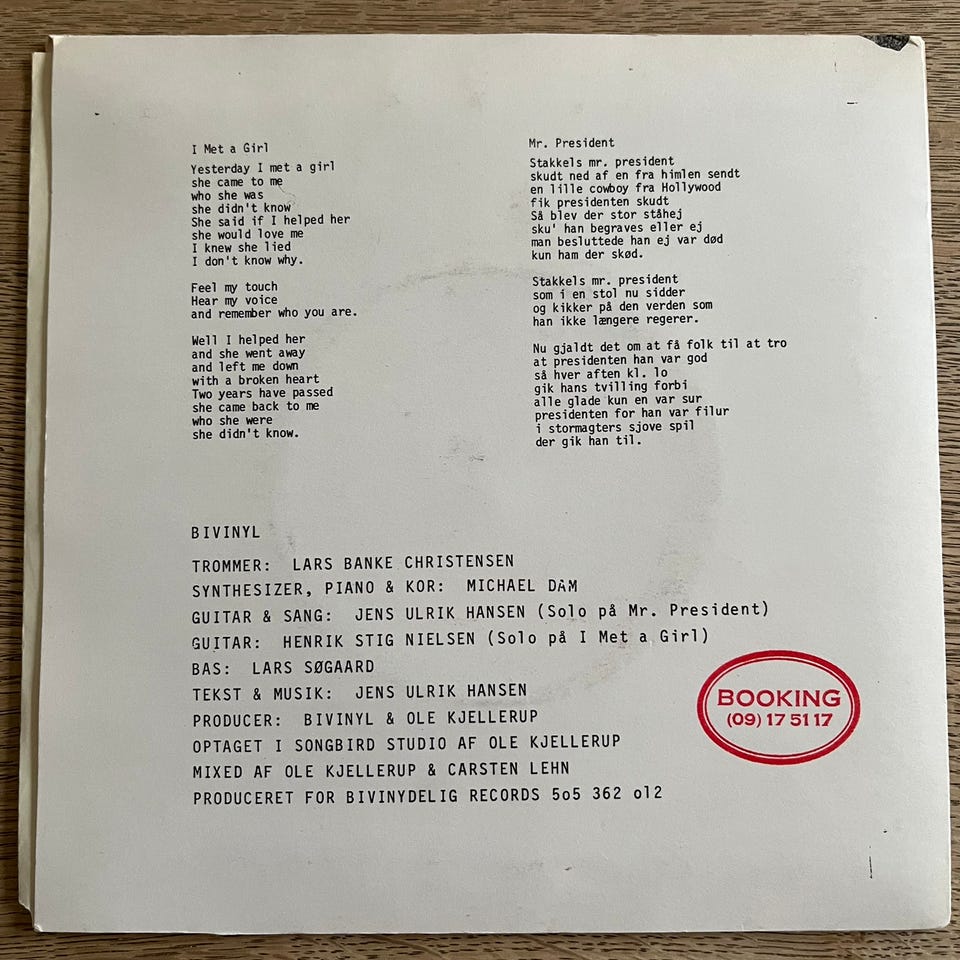 I Met a Girl
Yesterday I met a girl
she came to me
who she was
she didn't know
She said if I helped her
she would love me
I knew she lied
I don't know why.
Feel my touch
Hear my voice
and remember who you are.
Well I helped her
and she went away
and left me down
with a broken heart
Two years have passed
she came back to me
who she were
she didn't know.
Mr. President
Stakkels mr. president
skudt ned af en fra himlen sendt
en lille cowboy fra Hollywood
fik presidenten skudt
Så blev der stor ståhej
sku' han begraves eller ej
man besluttede han ej var død
kun ham der skød.
Stakkels mr. president
som i en stol nu sidder
og kikker på den verden som
han ikke længere regerer.
Nu gjaldt det om at få folk til at tro
at presidenten han var god
så hver aften kl. lo
gik hans tvilling forbi
alle glade kun en var sur
presidenten for han var filur
i stormagters sjove spil
der gik han til.
BIVINYL
TROMMER: LARS BANKE CHRISTENSEN
SYNTHESIZER, PIANO & KOR: MICHAEL DAM
GUITAR & SANG: JENS ULRIK HANSEN (Solo på Mr. President)
GUITAR: HENRIK STIG NIELSEN (Solo på I Met a Girl)
BAS: LARS SØGAARD
TEKST & MUSIK: JENS ULRIK HANSEN
PRODUCER: BIVINYL & OLE KJELLERUP
OPTAGET I SONGBIRD STUDIO AF OLE KJELLERUP
MIXED AF OLE KJELLERUP & CARSTEN LEHN
PRODUCERET FOR BIVINYDELIG RECORDS 5o5 362 o12
BOOKING
(09) 17 51 17